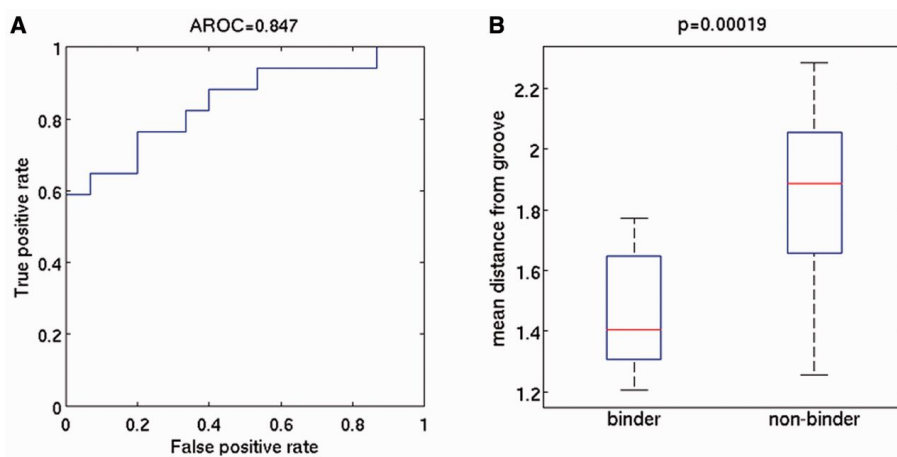 A
AROC=0.847
True positive rate
1
0.8
0.6
0.4
0.2
0
0 0.2 0.4 0.6 0.8 1
False positive rate
B
p=0.00019
mean distance from groove
2.2
2
1.8
1.6
1.4
1.2
binder non-binder